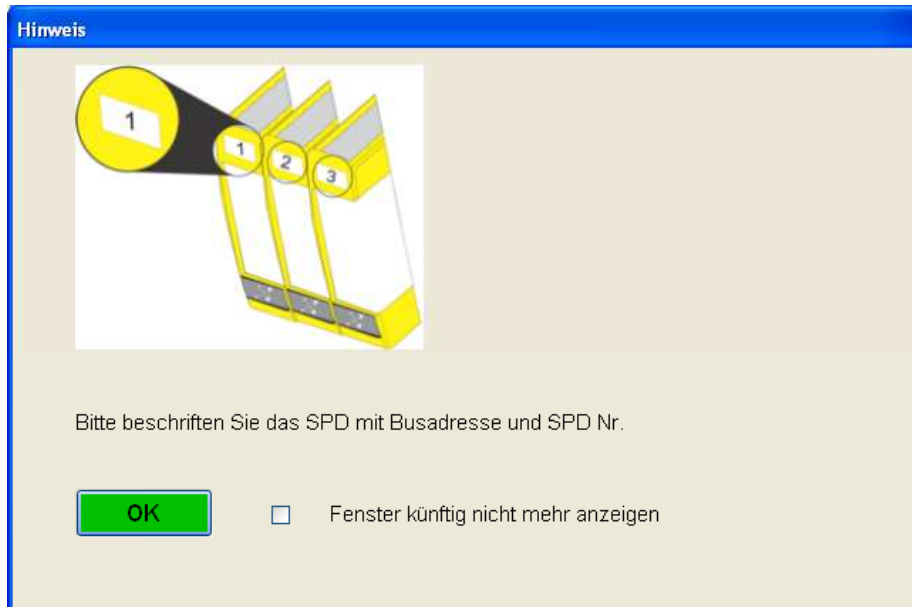 Hinweis
1
1
2
3
Bitte beschriften Sie das SPD mit Busadresse und SPD Nr.
OK
Fenster künftig nicht mehr anzeigen